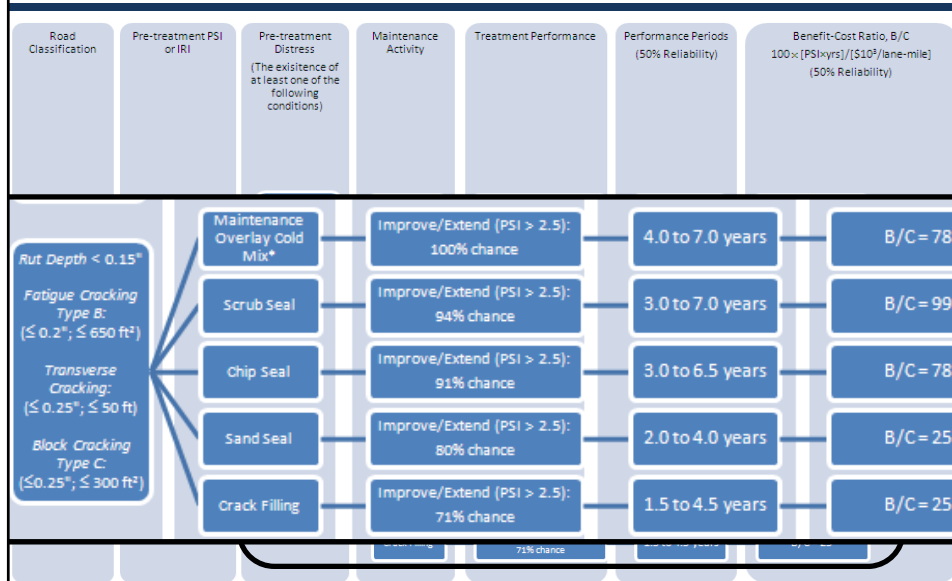 Road
Classification
Pre-treatment PSI
or IRI
Pre-treatment
Distress
(The exisitence of
at least one of the
following
conditions)
Maintenance
Activity
Treatment Performance
Performance Periods
(50% Reliability)
Benefit-Cost Ratio, B/C
100× [PSI×yrs]/[$10³/lane-mile]
(50% Reliability)
Rut Depth < 0.15"
Fatigue Cracking
Type B:
(≤ 0.2"; ≤ 650 ft²)
Transverse
Cracking:
(≤ 0.25"; ≤ 50 ft)
Block Cracking
Type C:
(≤0.25"; ≤ 300 ft²)
Maintenance
Overlay Cold
Mix*
Improve/Extend (PSI > 2.5):
100% chance
4.0 to 7.0 years
B/C = 78
Scrub Seal
Improve/Extend (PSI > 2.5):
94% chance
3.0 to 7.0 years
B/C = 99
Chip Seal
Improve/Extend (PSI > 2.5):
91% chance
3.0 to 6.5 years
B/C = 78
Sand Seal
Improve/Extend (PSI > 2.5):
80% chance
2.0 to 4.0 years
B/C = 25
Crack Filling
Improve/Extend (PSI > 2.5):
71% chance
1.5 to 4.5 years
B/C = 25
71% chance